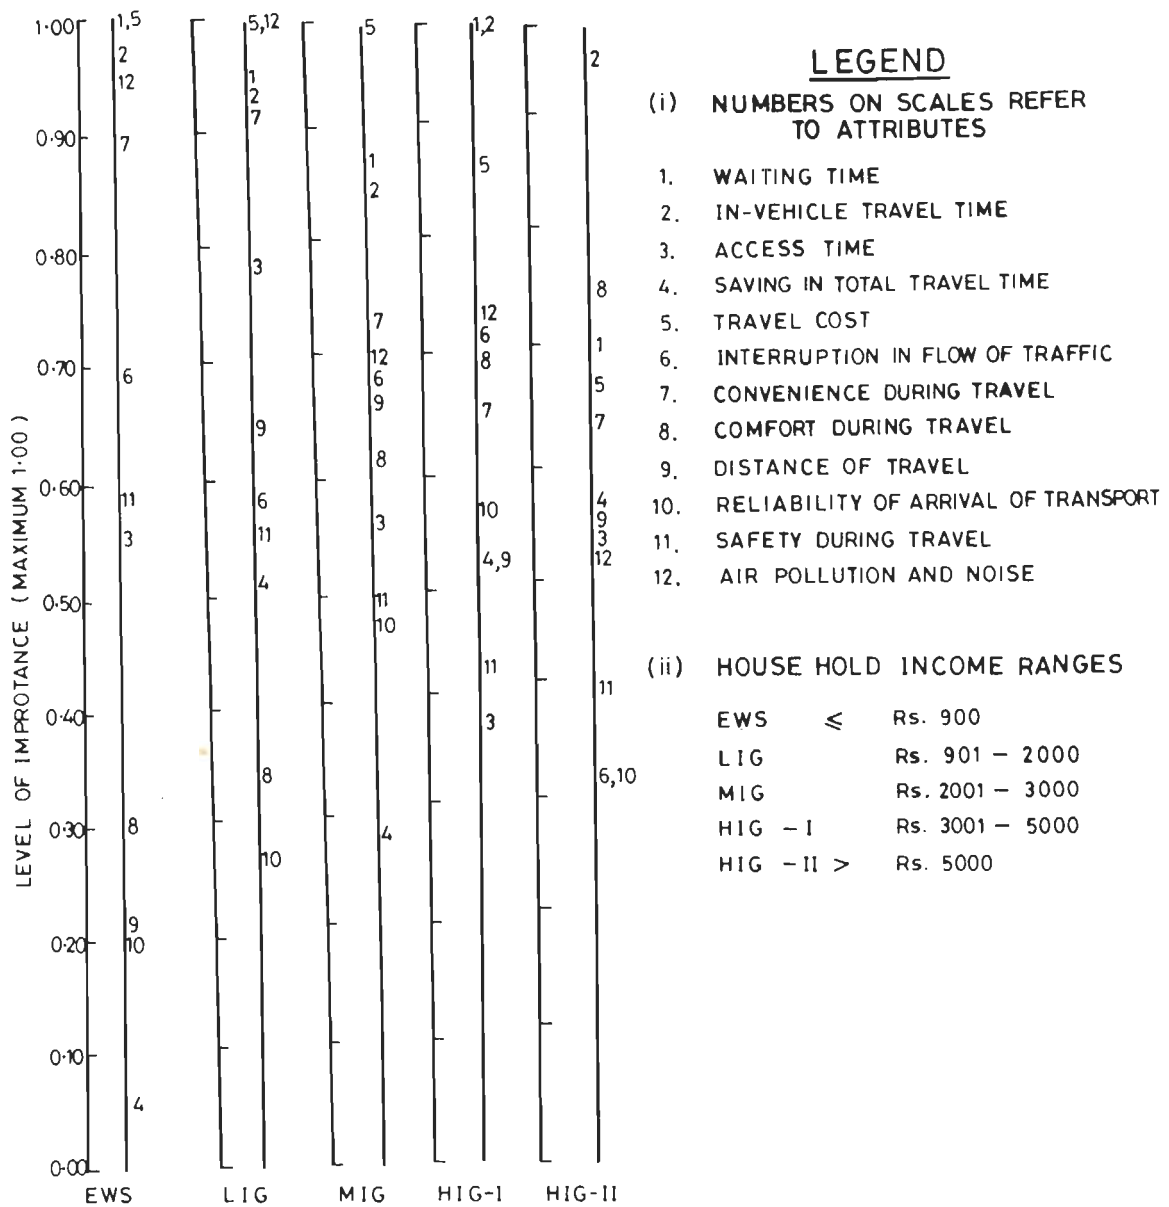 LEVEL OF IMPROTANCE (MAXIMUM 1·00)
1·00
0·90
0·80
0·70
0·60
0·50
0·40
0·30
0·20
0·10
0·00
1,5
2
12
7
6
11
3
8
9
10
4
EWS
5,12
1
2
7
3
9
6
11
4
8
10
LIG
5
1
2
7
12
6
9
8
3
11
10
4
MIG
1,2
5
12
6
8
7
10
4,9
11
3
HIG-I
2
8
1
5
7
4
9
3
12
11
6,10
HIG-II
LEGEND
(i) NUMBERS ON SCALES REFER
TO ATTRIBUTES
1. WAITING TIME
2. IN-VEHICLE TRAVEL TIME
3. ACCESS TIME
4. SAVING IN TOTAL TRAVEL TIME
5. TRAVEL COST
6. INTERRUPTION IN FLOW OF TRAFFIC
7. CONVENIENCE DURING TRAVEL
8. COMFORT DURING TRAVEL
9. DISTANCE OF TRAVEL
10. RELIABILITY OF ARRIVAL OF TRANSPORT
11. SAFETY DURING TRAVEL
12. AIR POLLUTION AND NOISE
(ii) HOUSE HOLD INCOME RANGES
EWS ⩽ Rs. 900
LIG Rs. 901 – 2000
MIG Rs. 2001 – 3000
HIG – I Rs. 3001 – 5000
HIG – II > Rs. 5000